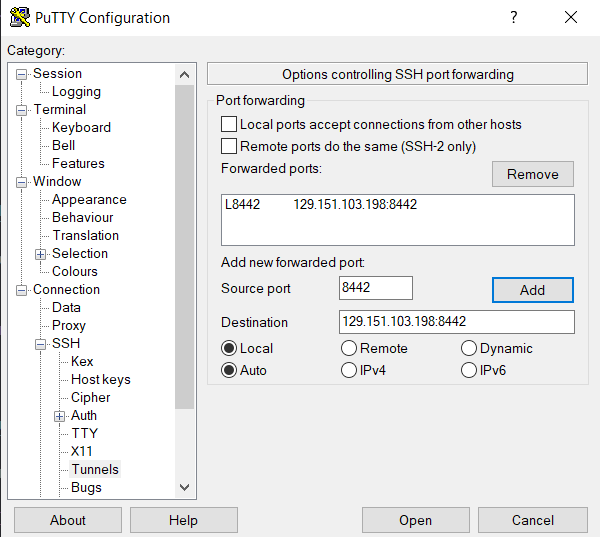 PuTTY Configuration
?
Category:
Session
Logging
Terminal
Keyboard
Bell
Features
Window
Appearance
Behaviour
Translation
Selection
Colours
Connection
Data
Proxy
SSH
Kex
Host keys
Cipher
Auth
TTY
X11
Tunnels
Bugs
Options controlling SSH port forwarding
Port forwarding
Local ports accept connections from other hosts
Remote ports do the same (SSH-2 only)
Forwarded ports:
Remove
L8442 129.151.103.198:8442
Add new forwarded port:
Source port 8442 Add
Destination 129.151.103.198:8442
Local Remote Dynamic
Auto IPv4 IPv6
About Help Open Cancel